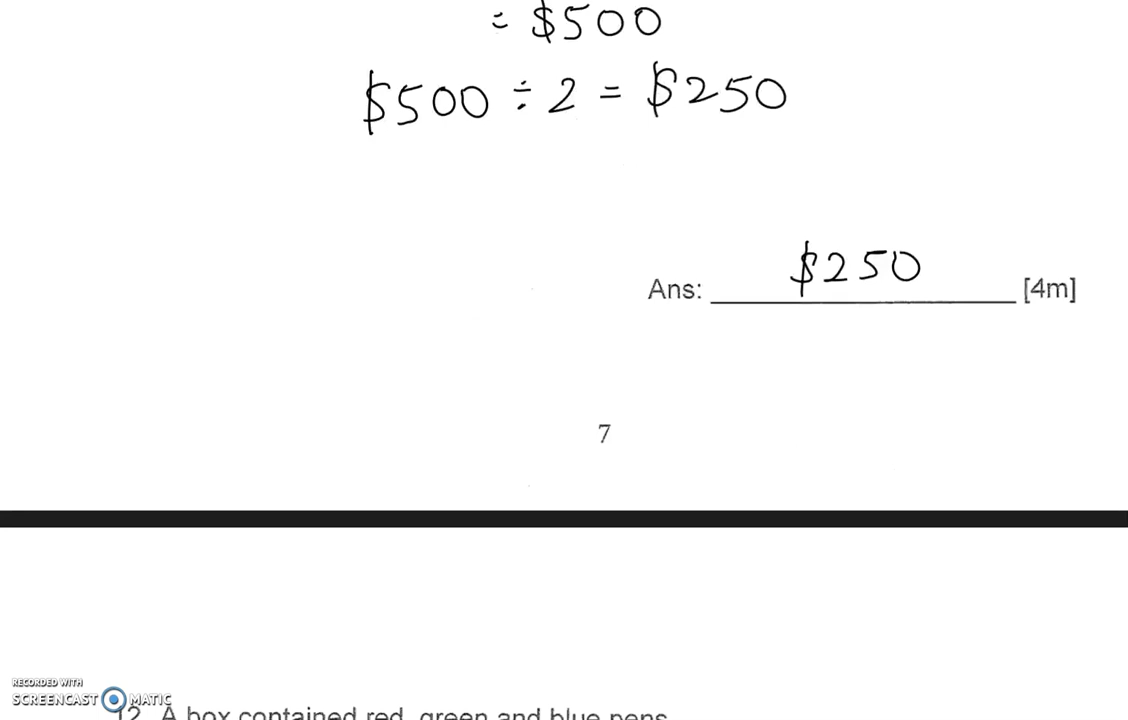 = $500
$500 ÷ 2 = $250
$250
Ans: ____________________ [4m]
7
RECORDED WITH
SCREENCAST MATIC
12. A box contained red, green and blue pens.